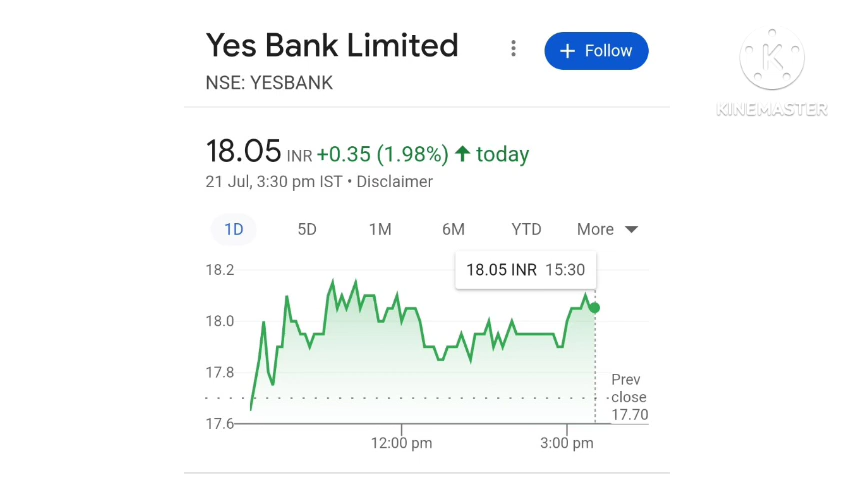 Yes Bank Limited
+ Follow
NSE: YESBANK
K
KINEMASTER
18.05 INR +0.35 (1.98%) ↑ today
21 Jul, 3:30 pm IST • Disclaimer
1D 5D 1M 6M YTD More
18.05 INR 15:30
18.2
18.0
17.8
17.6
Prev
close
17.70
12:00 pm 3:00 pm